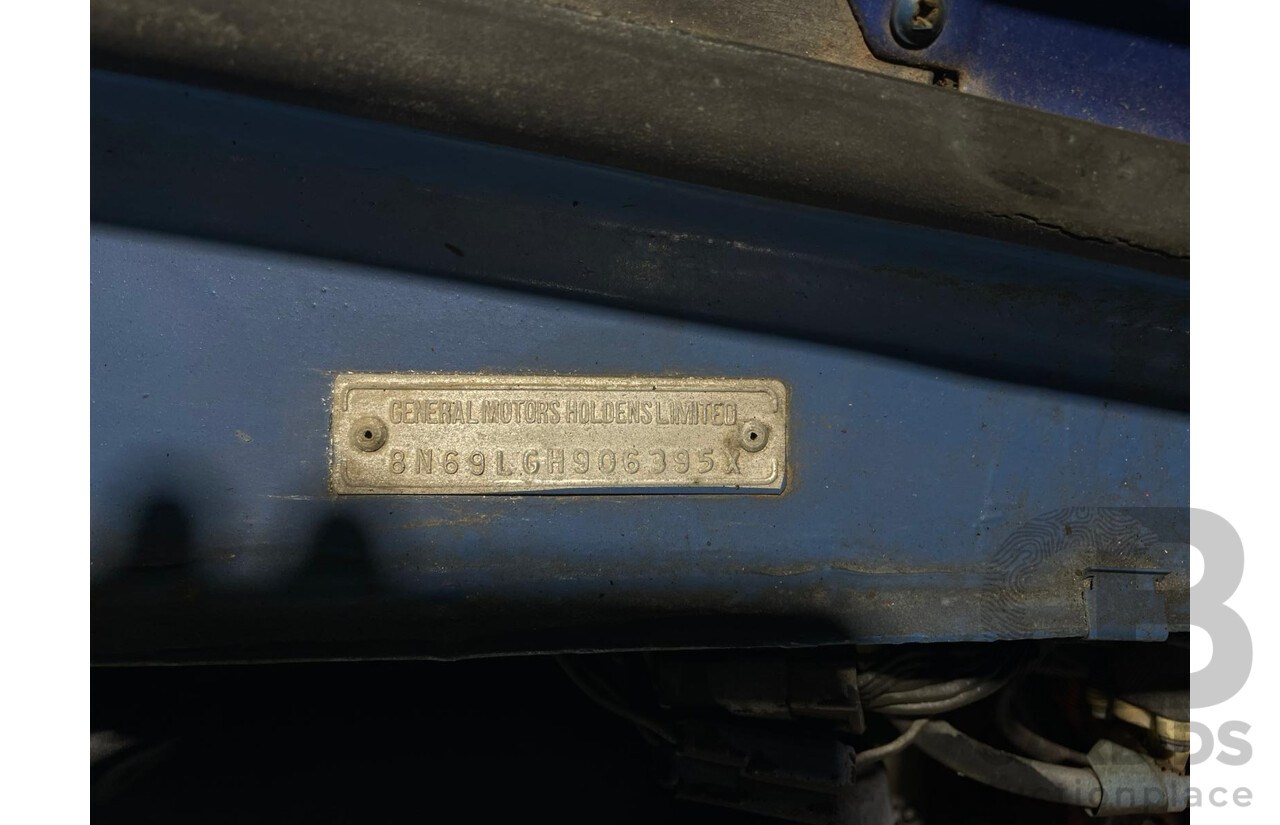 GENERAL MOTORS HOLDENS LIMITED
8N69LGH906395X